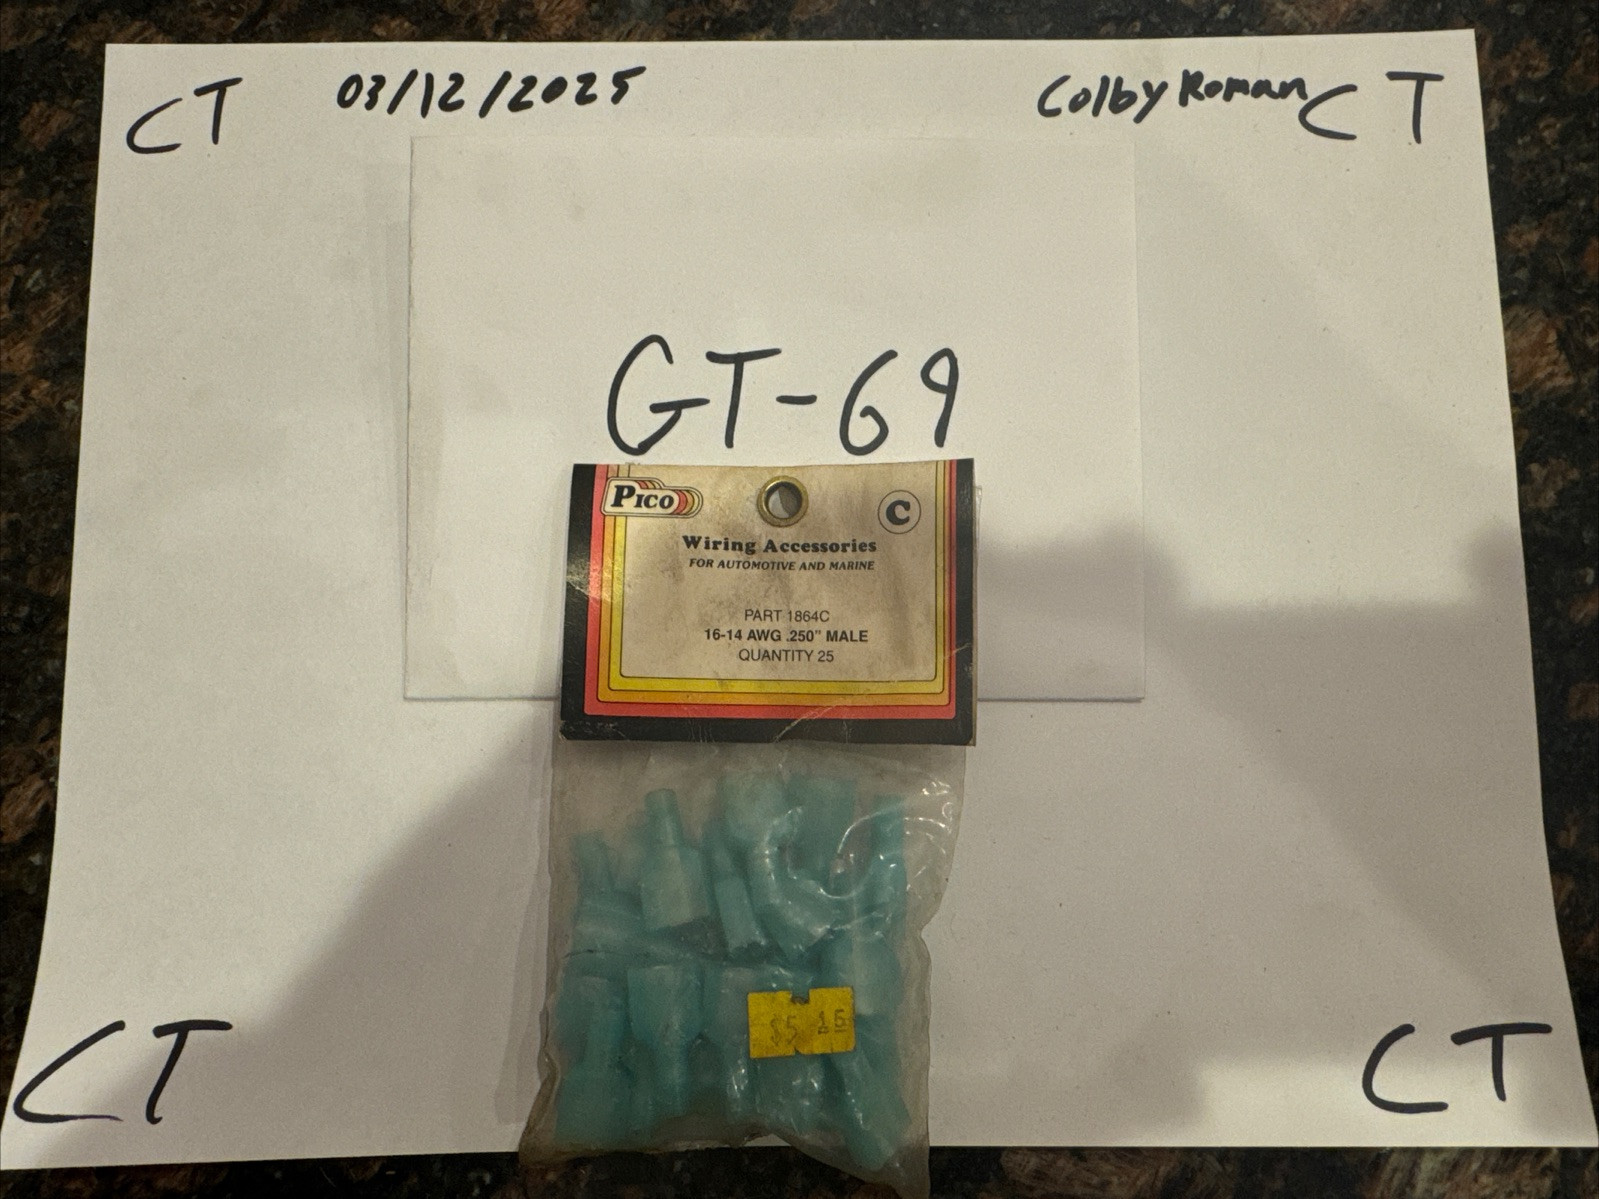 CT 03/12/2025 Colby Roman CT
GT-69
PICO C
Wiring Accessories
FOR AUTOMOTIVE AND MARINE
PART 1864C
16-14 AWG .250" MALE
QUANTITY 25
$5 15
CT CT